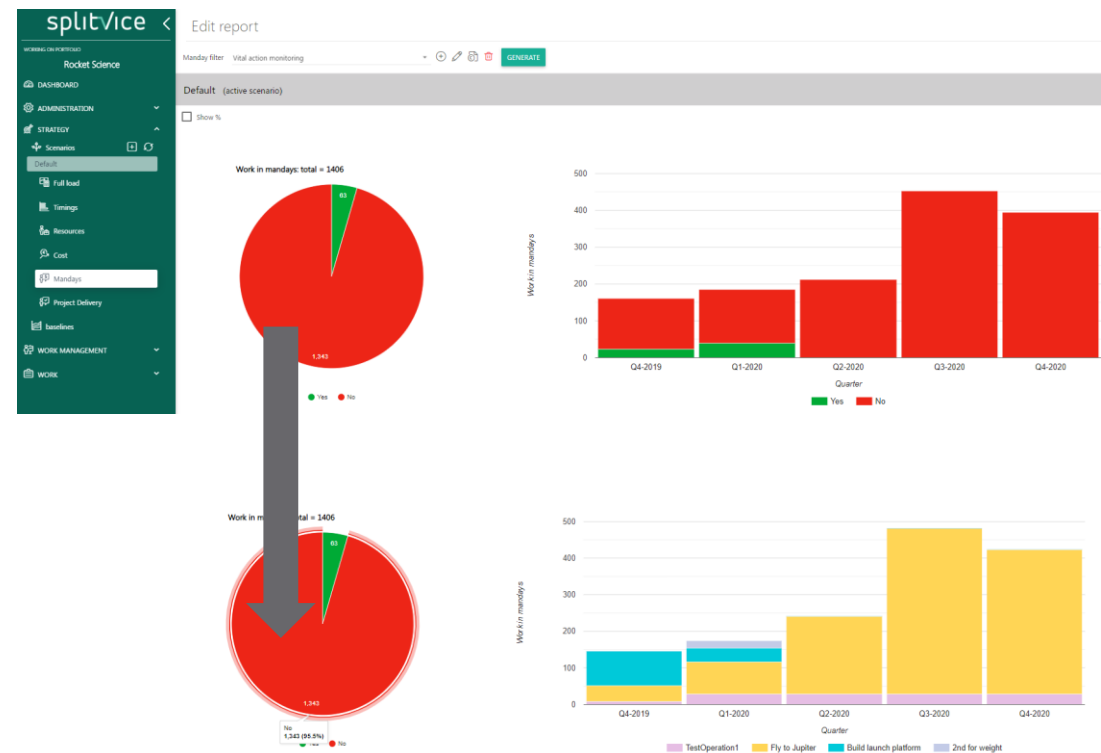 splitvice <
WORKING ON PORTFOLIO
Rocket Science
DASHBOARD
ADMINISTRATION
STRATEGY
Scenarios
Default
Full load
Timings
Resources
Cost
Mandays
Project Delivery
baselines
WORK MANAGEMENT
WORK
Edit report
Manday filter Vital action monitoring GENERATE
Default (active scenario)
Show %
Work in mandays: total = 1406
63
1,343
Yes No
500
400
300
200
100
0
Work in mandays
Q4-2019 Q1-2020 Q2-2020 Q3-2020 Q4-2020
Quarter
Yes No
Work in m tal = 1406
63
1,343
No
1,343 (95.5%)
No
500
400
300
200
100
0
Work in mandays
Q4-2019 Q1-2020 Q2-2020 Q3-2020 Q4-2020
Quarter
TestOperation1 Fly to Jupiter Build launch platform 2nd for weight